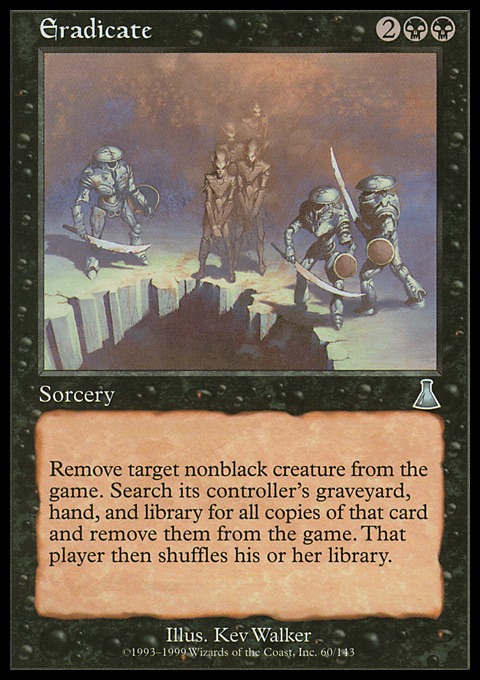 Eradicate 2
Sorcery
Remove target nonblack creature from the
game. Search its controller's graveyard,
hand, and library for all copies of that card
and remove them from the game. That
player then shuffles his or her library.
Illus. Kev Walker
©1993–1999 Wizards of the Coast, Inc. 60/143